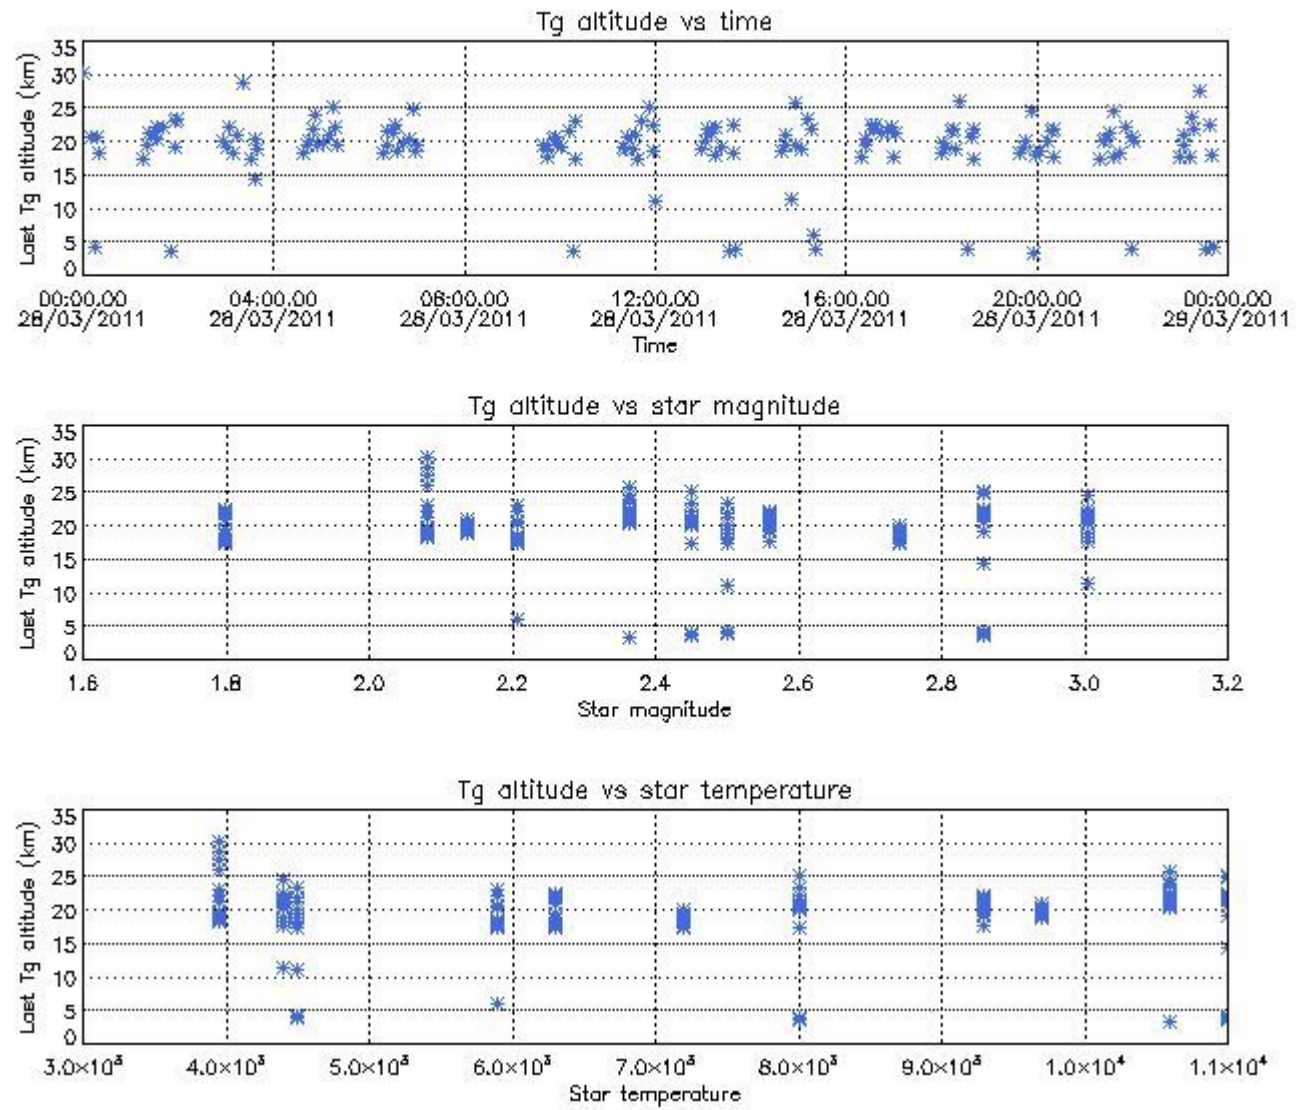 Tg altitude vs time
Last Tg altitude (km)
35
30
25
20
15
10
5
0
00:00.00 04:00.00 08:00.00 12:00.00 16:00.00 20:00.00 00:00.00
28/03/2011 28/03/2011 28/03/2011 28/03/2011 28/03/2011 28/03/2011 29/03/2011
Time
Tg altitude vs star magnitude
Last Tg altitude (km)
35
30
25
20
15
10
5
0
1.6 1.8 2.0 2.2 2.4 2.6 2.8 3.0 3.2
Star magnitude
Tg altitude vs star temperature
Last Tg altitude (km)
35
30
25
20
15
10
5
0
3.0×10³ 4.0×10³ 5.0×10³ 6.0×10³ 7.0×10³ 8.0×10³ 9.0×10³ 1.0×10⁴ 1.1×10⁴
Star temperature